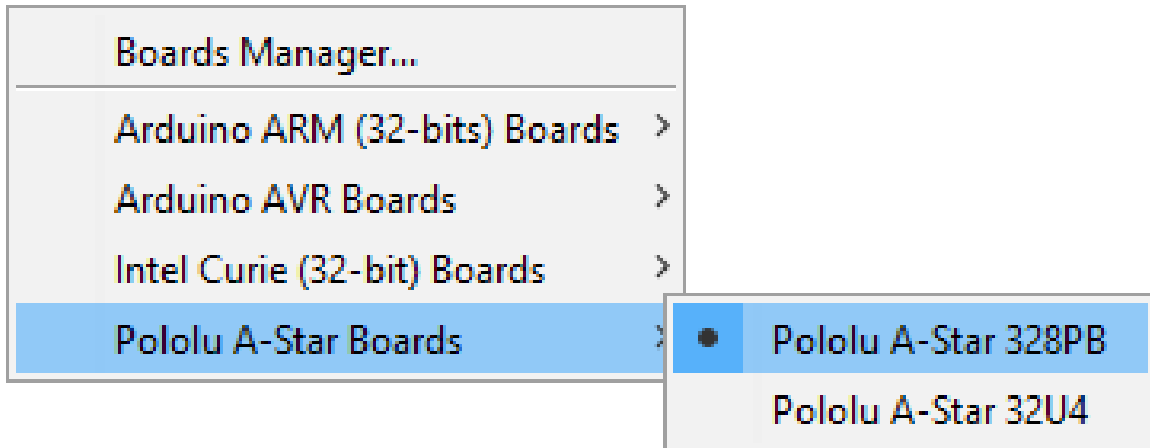 Boards Manager...
Arduino ARM (32-bits) Boards
Arduino AVR Boards
Intel Curie (32-bit) Boards
Pololu A-Star Boards
Pololu A-Star 328PB
Pololu A-Star 32U4